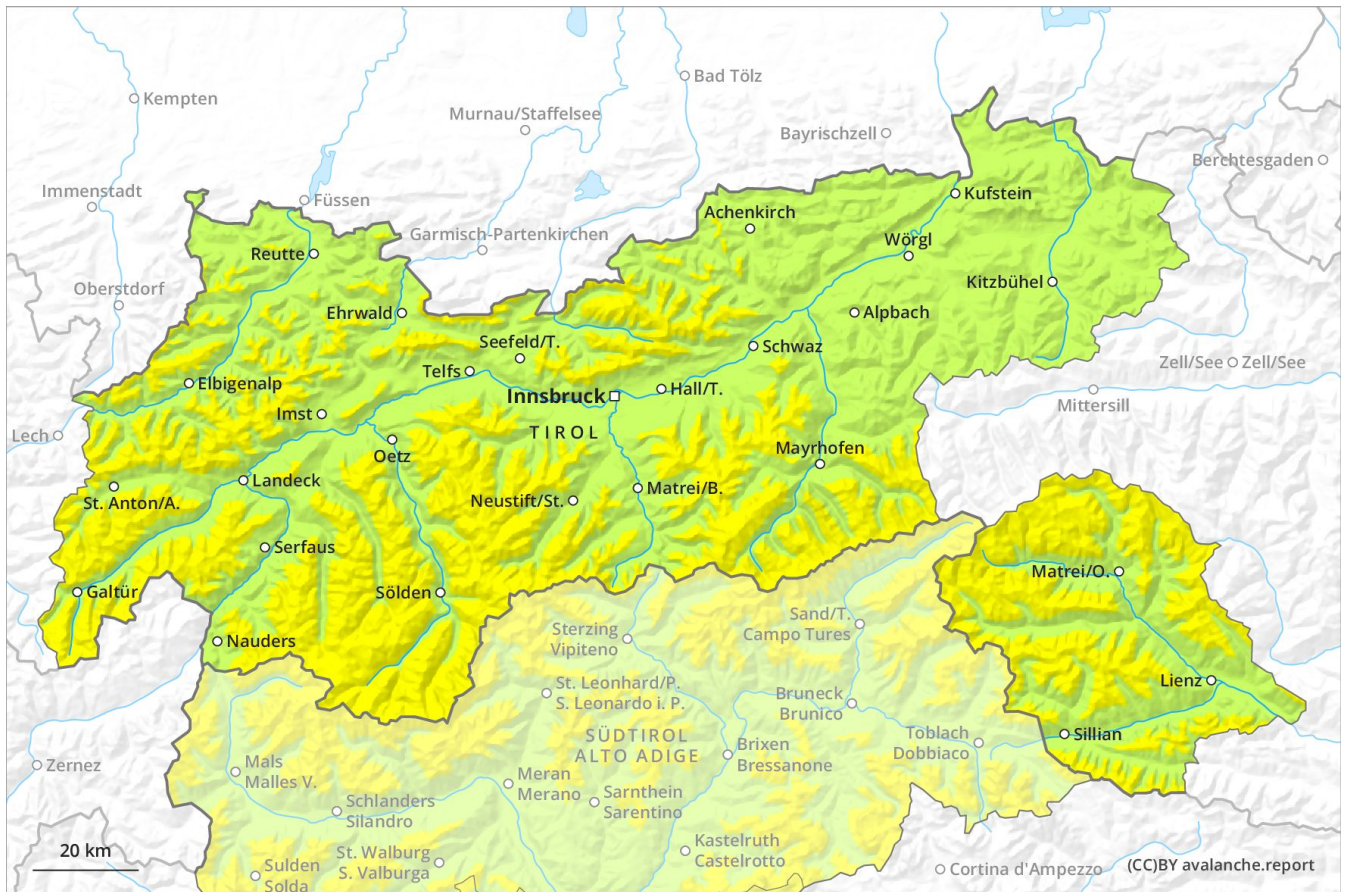 Bad Tölz
Kempten
Murnau/Staffelsee
Bayrischzell
Berchtesgaden
Immenstadt
Füssen
Kufstein
Achenkirch
Garmisch-Partenkirchen
Wörgl
Reutte
Kitzbühel
Oberstdorf
Ehrwald
Alpbach
Seefeld/T.
Schwaz
Zell/See
Zell/See
Telfs
Elbigenalp
Innsbruck
Hall/T.
Mittersill
Imst
TIROL
Lech
Oetz
Mayrhofen
Landeck
Matrei/B.
St. Anton/A.
Neustift/St.
Serfaus
Matrei/O.
Galtür
Sölden
Sand/T.
Campo Tures
Sterzing
Vipiteno
Nauders
Lienz
St. Leonhard/P.
S. Leonardo i. P.
Bruneck
Brunico
SÜDTIROL
ALTO ADIGE
Toblach
Dobbiaco
Sillian
Brixen
Bressanone
Zernez
Mals
Malles V.
Meran
Merano
Sarnthein
Sarentino
Schlanders
Silandro
Kastelruth
Castelrotto
20 km
St. Walburg
S. Valburga
Sulden
Solda
Cortina d'Ampezzo
(CC)BY avalanche.report